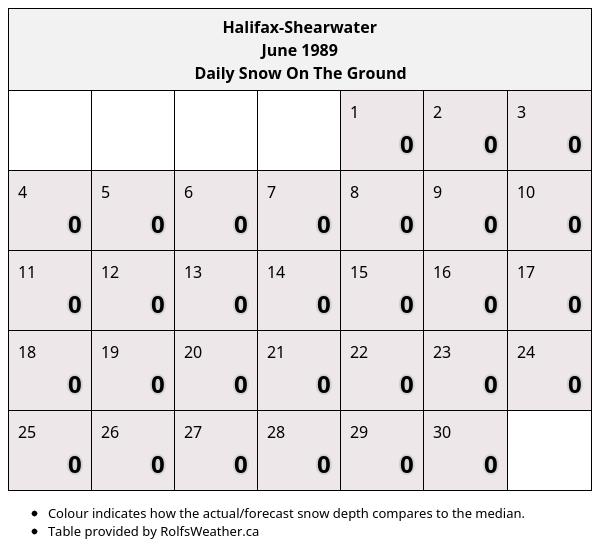 Halifax-Shearwater
June 1989
Daily Snow On The Ground
1 2 3
0 0 0
4 5 6 7 8 9 10
0 0 0 0 0 0 0
11 12 13 14 15 16 17
0 0 0 0 0 0 0
18 19 20 21 22 23 24
0 0 0 0 0 0 0
25 26 27 28 29 30
0 0 0 0 0 0
• Colour indicates how the actual/forecast snow depth compares to the median.
• Table provided by RolfsWeather.ca